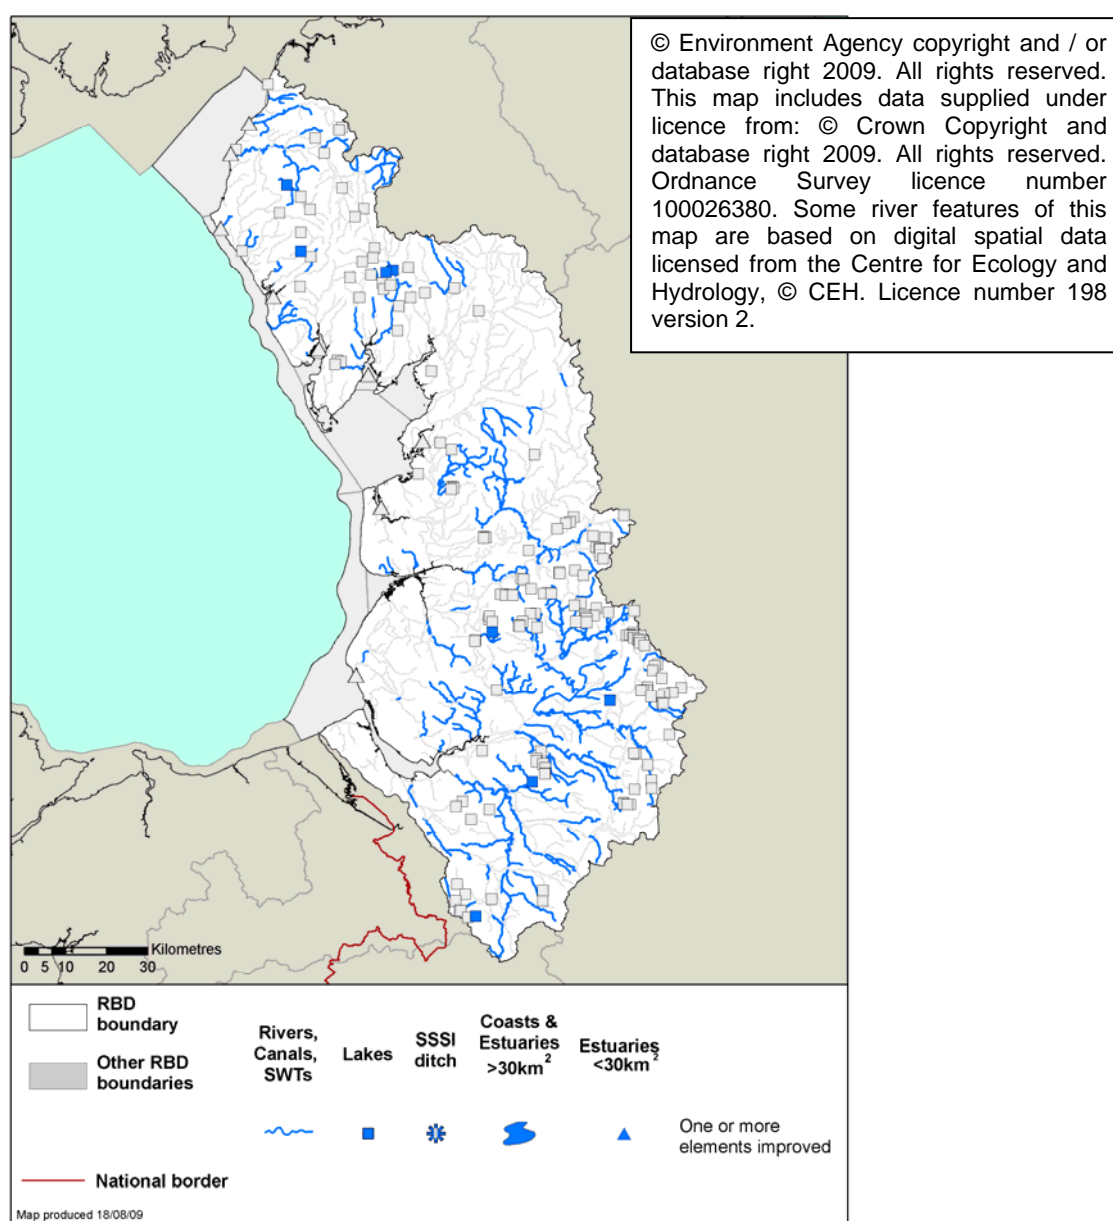 © Environment Agency copyright and / or
database right 2009. All rights reserved.
This map includes data supplied under
licence from: © Crown Copyright and
database right 2009. All rights reserved.
Ordnance Survey licence number
100026380. Some river features of this
map are based on digital spatial data
licensed from the Centre for Ecology and
Hydrology, © CEH. Licence number 198
version 2.
Kilometres
0 5 10 20 30
RBD
boundary
Other RBD
boundaries
Rivers,
Canals,
SWTs
Lakes
SSSI
ditch
Coasts &
Estuaries
>30km²
Estuaries
<30km²
One or more
elements improved
National border
Map produced 18/08/09